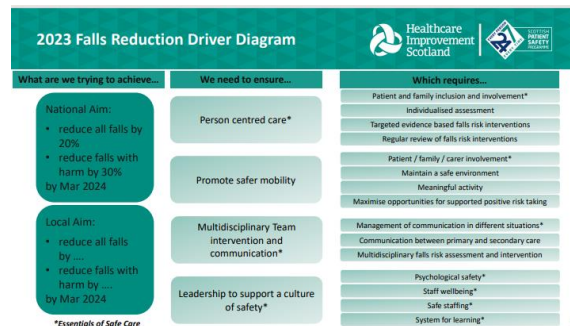 2023 Falls Reduction Driver Diagram
Healthcare
Improvement
Scotland
SCOTTISH
PATIENT
SAFETY
PROGRAMME
What are we trying to achieve…
We need to ensure…
Which requires…
National Aim:
• reduce all falls by
20%
• reduce falls with
harm by 30%
by Mar 2024
Local Aim:
• reduce all falls
by ….
• reduce falls with
harm by ….
by Mar 2024
*Essentials of Safe Care
Person centred care*
Promote safer mobility
Multidisciplinary Team
intervention and
communication*
Leadership to support a culture
of safety*
Patient and family inclusion and involvement*
Individualised assessment
Targeted evidence based falls risk interventions
Regular review of falls risk interventions
Patient / family / carer involvement*
Maintain a safe environment
Meaningful activity
Maximise opportunities for supported positive risk taking
Management of communication in different situations*
Communication between primary and secondary care
Multidisciplinary falls risk assessment and intervention
Psychological safety*
Staff wellbeing*
Safe staffing*
System for learning*